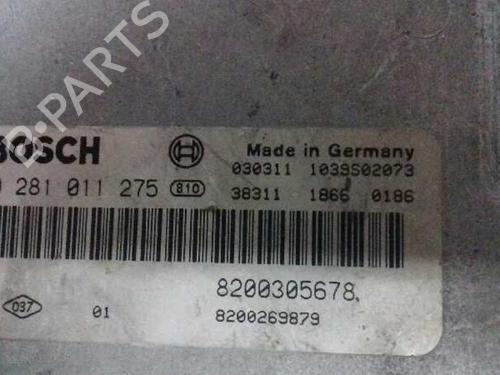 B-PARTS
BOSCH
Made in Germany
030311 1039S02073
0 281 011 275 810
38311 1866 0186
8200305678
037
01
8200269879